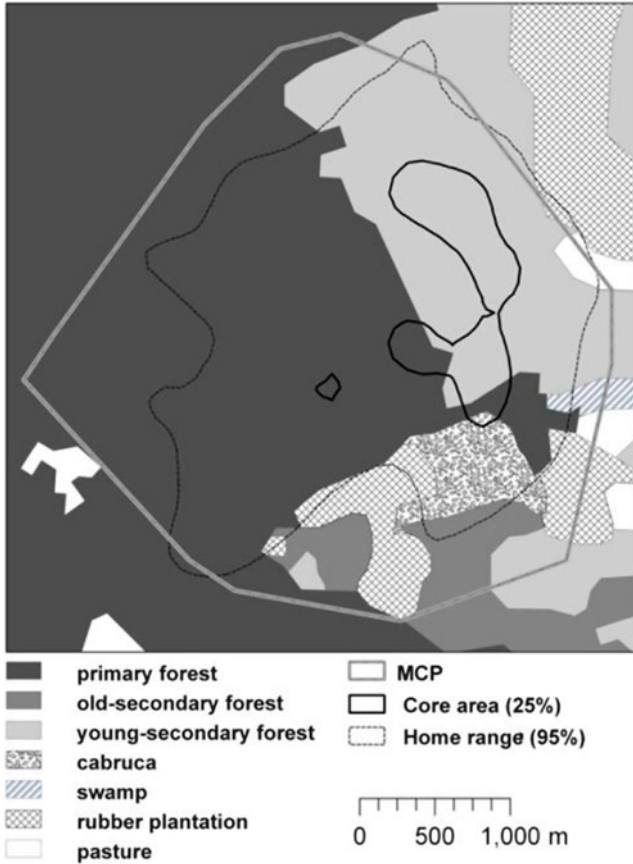 primary forest
old-secondary forest
young-secondary forest
cabruca
swamp
rubber plantation
pasture
MCP
Core area (25%)
Home range (95%)
0 500 1,000 m